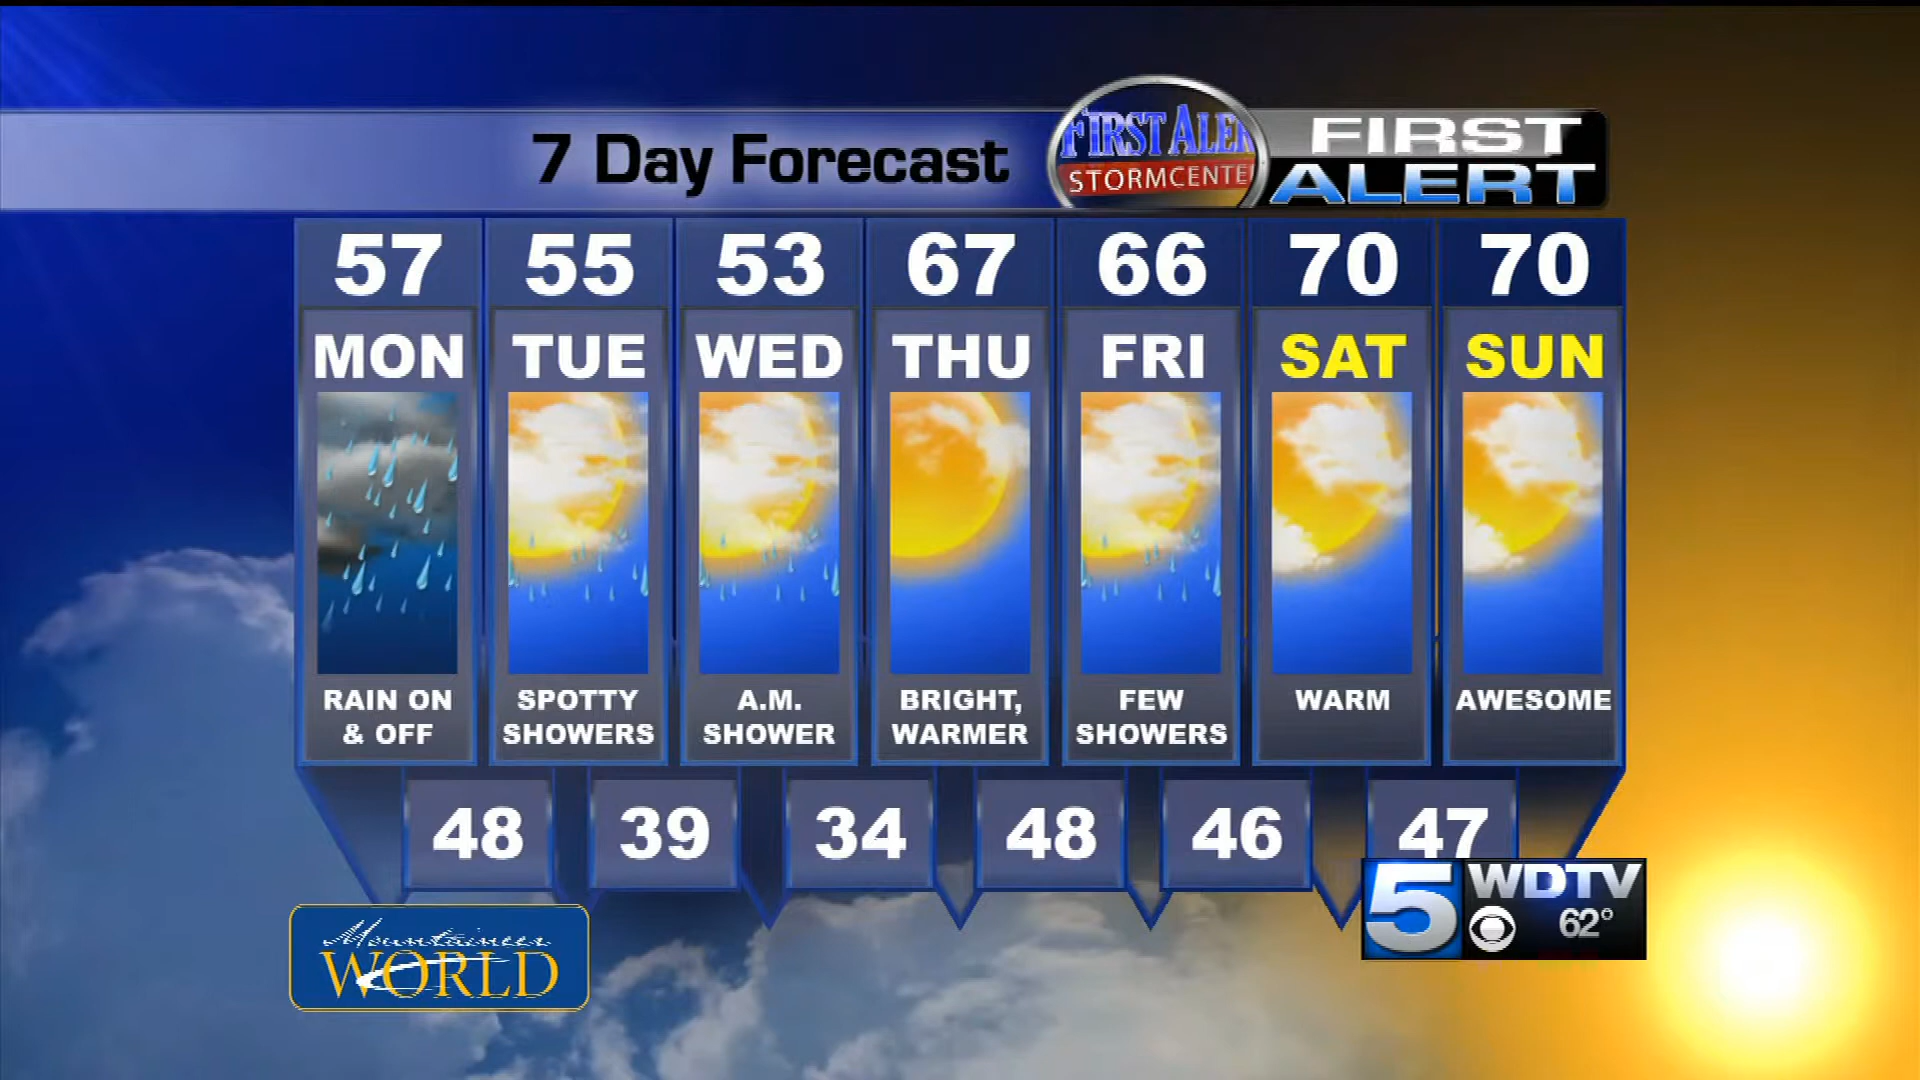 7 Day Forecast
FIRST ALER
STORMCENTE
FIRST
ALERT
57 55 53 67 66 70 70
MON TUE WED THU FRI SAT SUN
RAIN ON
& OFF
SPOTTY
SHOWERS
A.M.
SHOWER
BRIGHT,
WARMER
FEW
SHOWERS
WARM
AWESOME
48 39 34 48 46 47
Mountaineer
WORLD
5 WDTV
62°